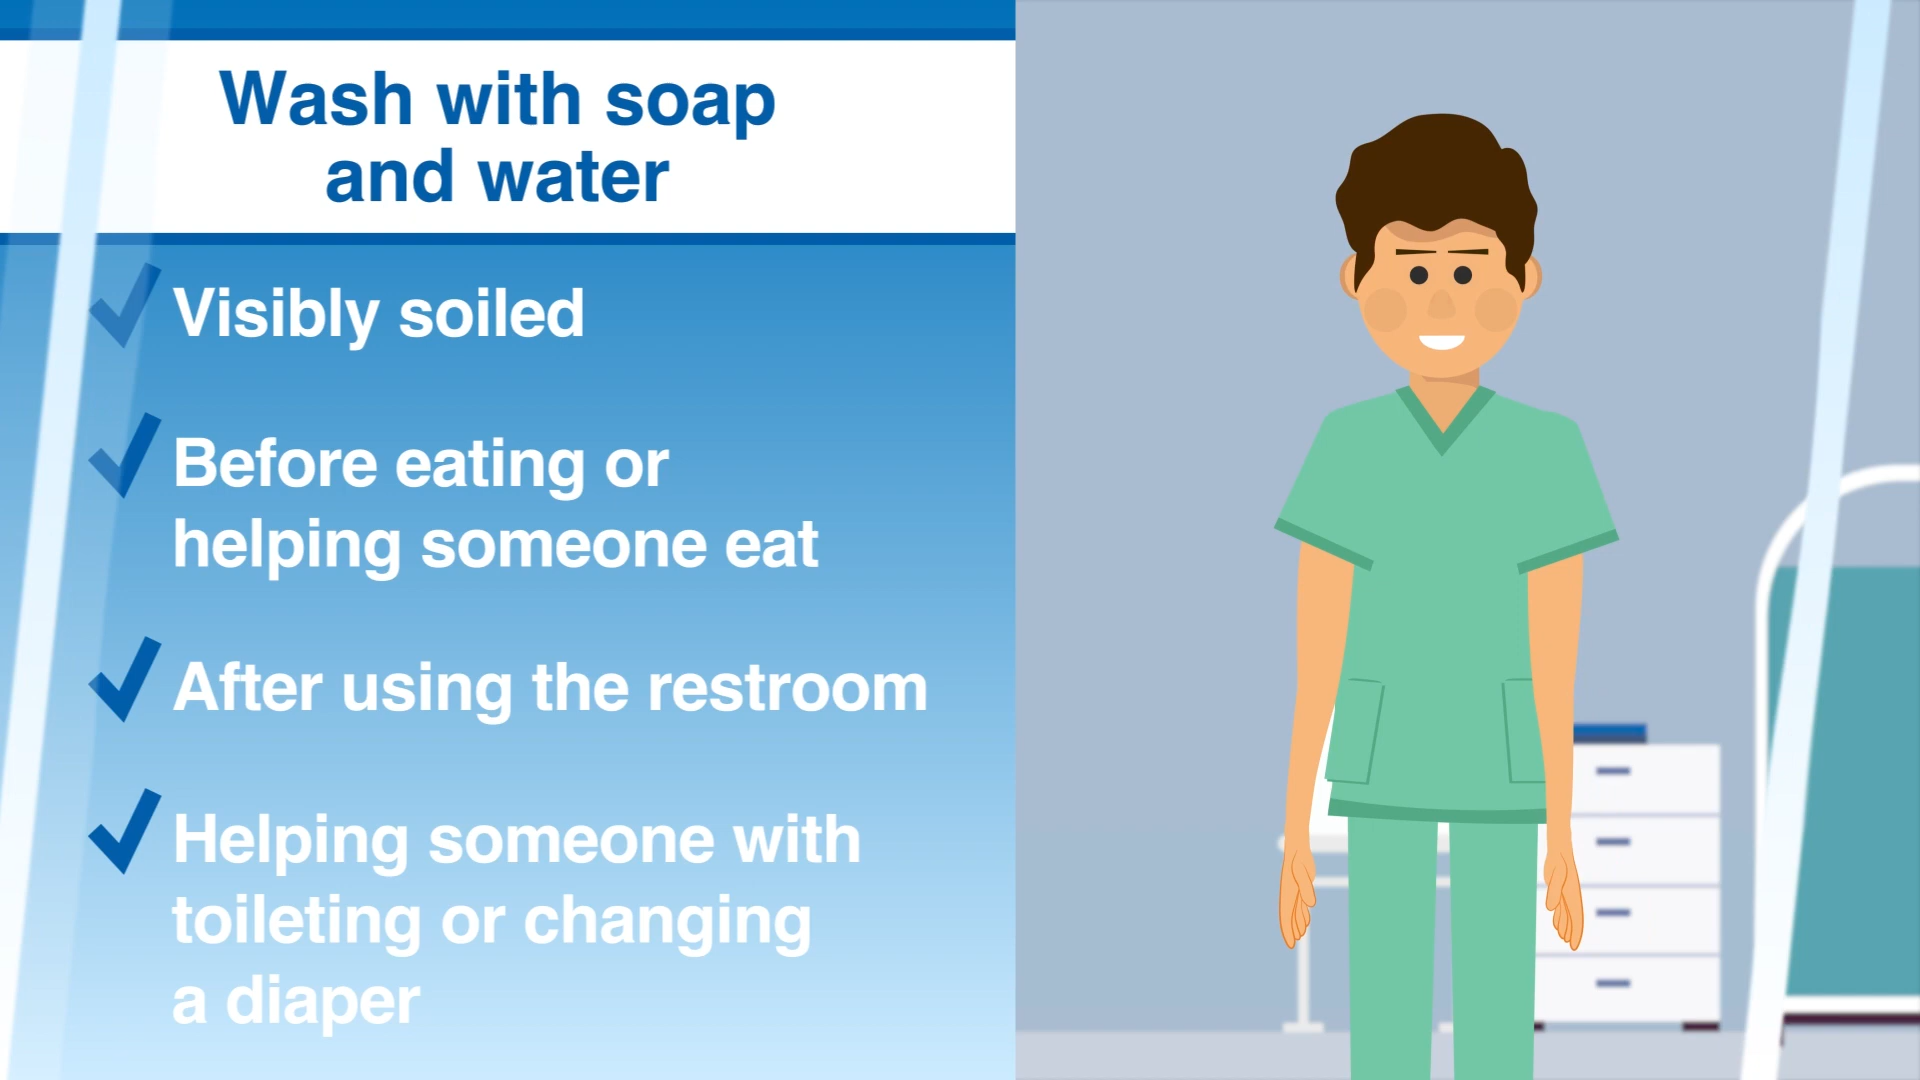 Wash with soap
and water
Visibly soiled
Before eating or
helping someone eat
After using the restroom
Helping someone with
toileting or changing
a diaper